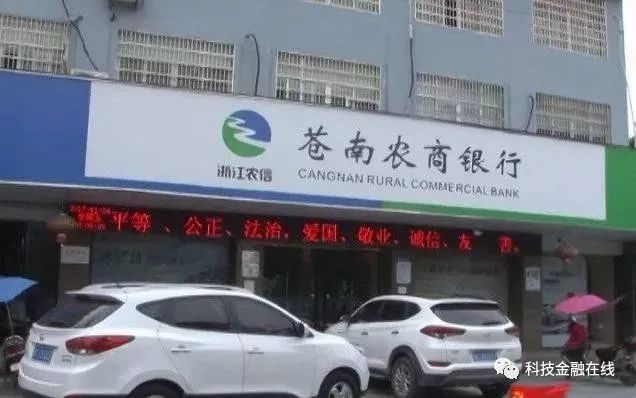 苍南农商银行
浙江农信
CANGNAN RURAL COMMERCIAL BANK
平等、公正、法治,爱国、敬业、诚信、友善。
科技金融在线